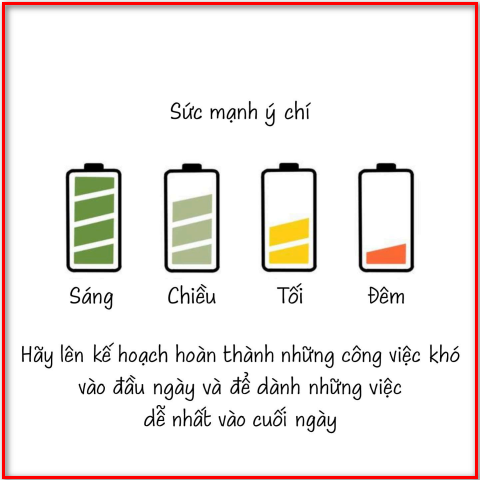 Sức mạnh ý chí
Sáng Chiều Tối Đêm
Hãy lên kế hoạch hoàn thành những công việc khó
vào đầu ngày và để dành những việc
dễ nhất vào cuối ngày